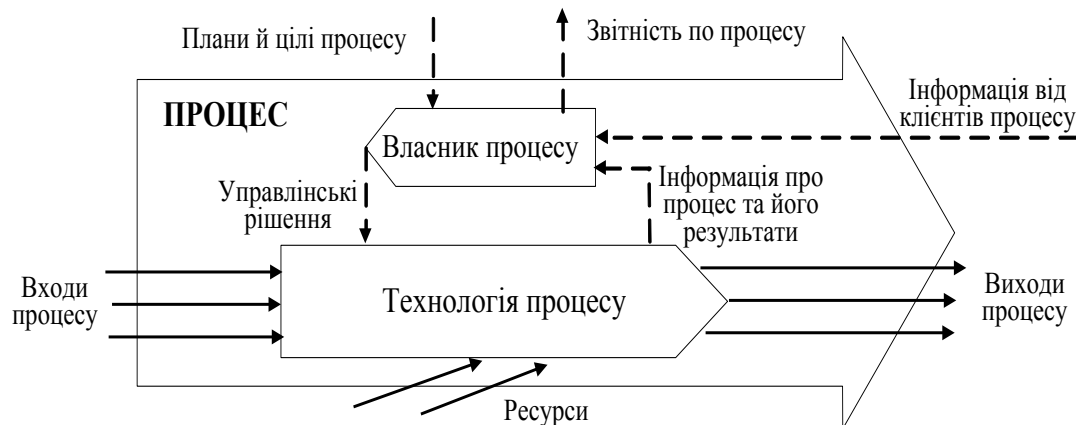 Плани й цілі процесу
Звітність по процесу
ПРОЦЕС
Інформація від
клієнтів процесу
Власник процесу
Управлінські
рішення
Інформація про
процес та його
результати
Входи
процесу
Технологія процесу
Виходи
процесу
Ресурси